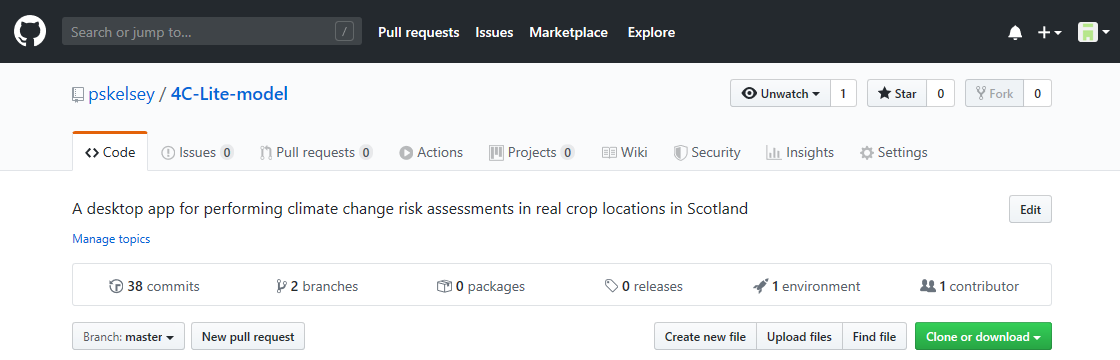 Search or jump to... / Pull requests Issues Marketplace Explore
pskelsey / 4C-Lite-model Unwatch 1 Star 0 Fork 0
Code Issues 0 Pull requests 0 Actions Projects 0 Wiki Security Insights Settings
A desktop app for performing climate change risk assessments in real crop locations in Scotland Edit
Manage topics
38 commits 2 branches 0 packages 0 releases 1 environment 1 contributor
Branch: master New pull request Create new file Upload files Find file Clone or download